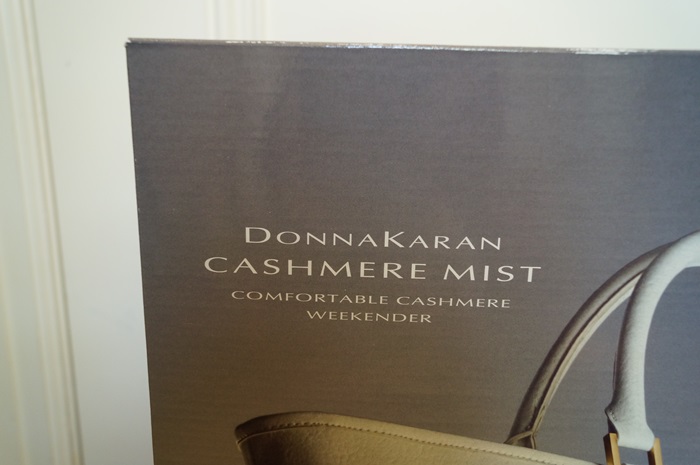 DONNAKARAN
CASHMERE MIST
COMFORTABLE CASHMERE
WEEKENDER